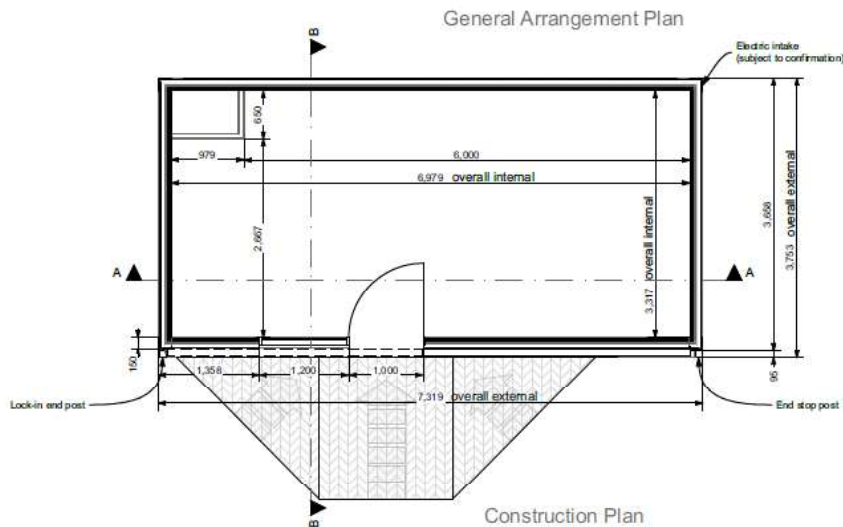 General Arrangement Plan
B
Electric intake
(subject to confirmation)
650
979
6,000
6,979 overall internal
2,667
3,317 overall internal
3,658
3,753 overall external
A
A
150
95
1,358
1,200
1,000
Lock-in end post
7,319 overall external
End stop post
B
Construction Plan